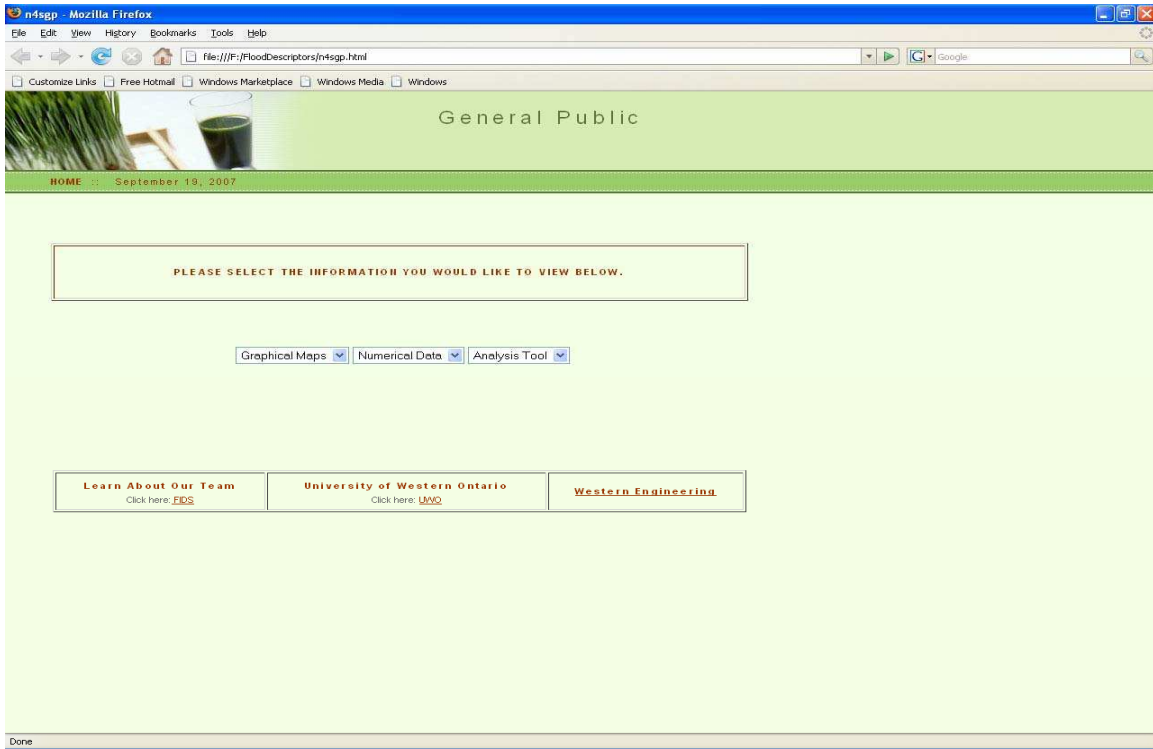 n4sgp - Mozilla Firefox
File Edit View History Bookmarks Tools Help
file:///F:/FloodDescriptors/n4sgp.html G Google
Customize Links Free Hotmail Windows Marketplace Windows Media Windows
General Public
HOME :: September 19, 2007
PLEASE SELECT THE INFORMATION YOU WOULD LIKE TO VIEW BELOW.
Graphical Maps Numerical Data Analysis Tool
Learn About Our Team University of Western Ontario Western Engineering
Click here: FIDS Click here: UWO
Done